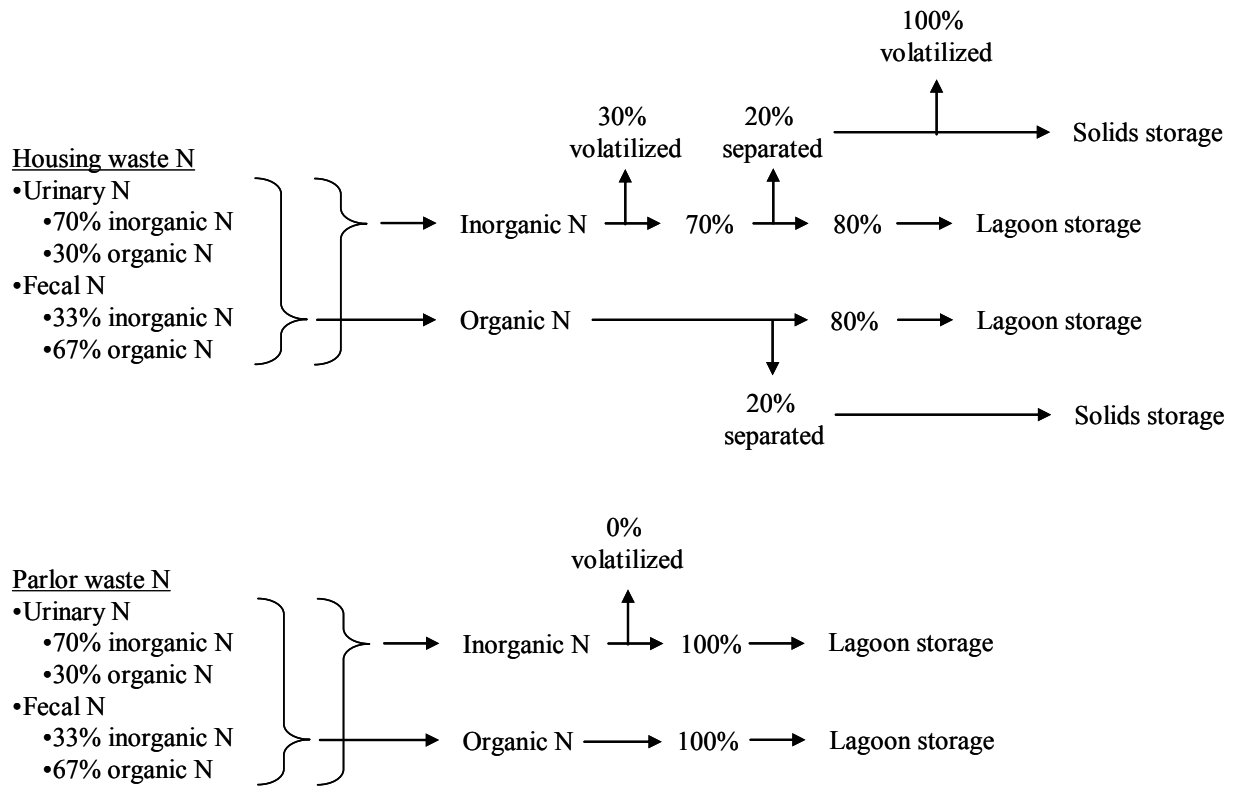 100%
volatilized
30%
volatilized
20%
separated
Solids storage
Housing waste N
•Urinary N
•70% inorganic N
•30% organic N
•Fecal N
•33% inorganic N
•67% organic N
Inorganic N
70%
80%
Lagoon storage
Organic N
80%
Lagoon storage
20%
separated
Solids storage
0%
volatilized
Parlor waste N
•Urinary N
•70% inorganic N
•30% organic N
•Fecal N
•33% inorganic N
•67% organic N
Inorganic N
100%
Lagoon storage
Organic N
100%
Lagoon storage